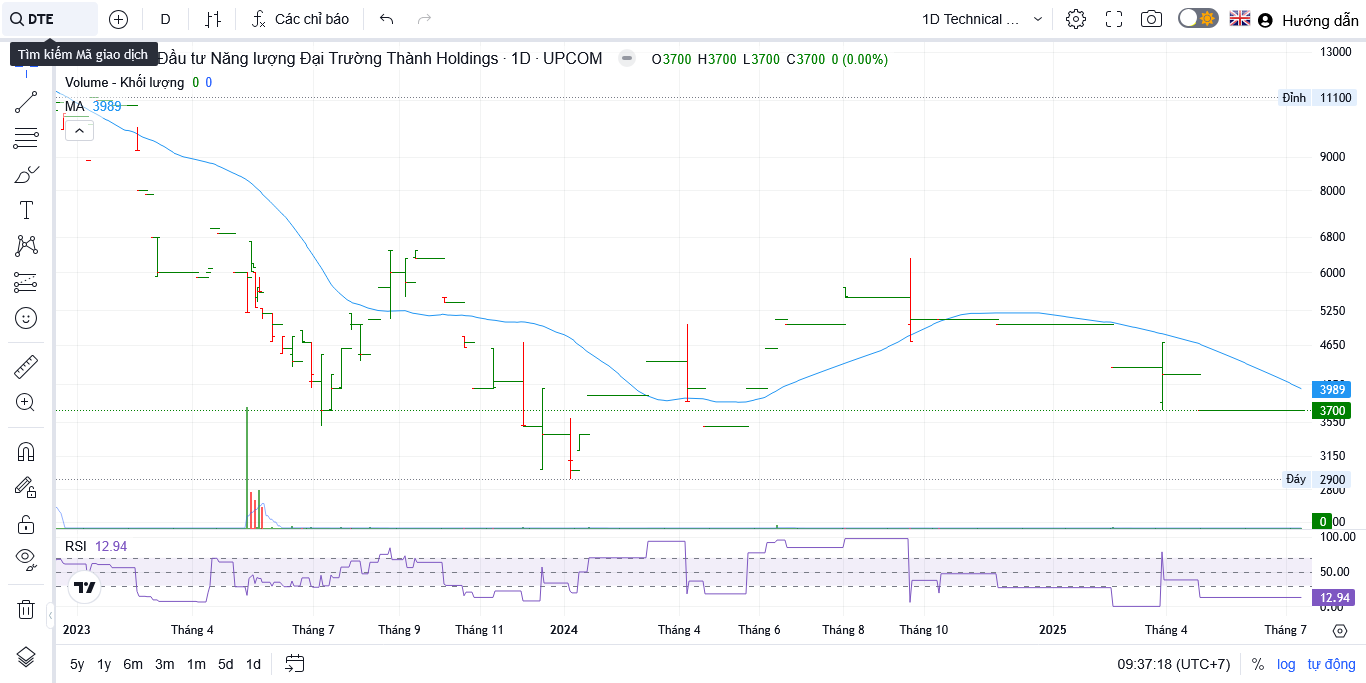 DTE
D
Các chỉ báo
1D Technical ...
Hướng dẫn
Tìm kiếm Mã giao dịch
Đầu tư Năng lượng Đại Trường Thành Holdings · 1D · UPCOM
O3700 H3700 L3700 C3700 0 (0.00%)
Volume - Khối lượng 0 0
MA 3989
13000
Đỉnh 11100
9000
8000
6800
6000
5250
4650
3989
3700
3550
3150
Đáy 2900
2800
0
RSI 12.94
100.00
50.00
12.94
0.00
2023 Tháng 4 Tháng 7 Tháng 9 Tháng 11 2024 Tháng 4 Tháng 6 Tháng 8 Tháng 10 2025 Tháng 4 Tháng 7
5y 1y 6m 3m 1m 5d 1d
09:37:18 (UTC+7) % log tự động